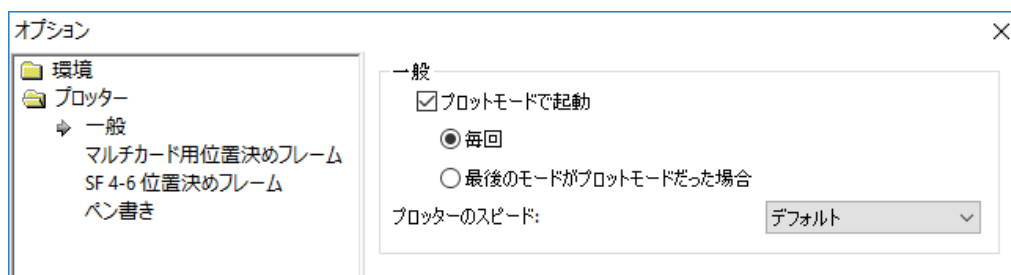 オプション
環境
プロッター
一般
マルチカード用位置決めフレーム
SF 4-6 位置決めフレーム
ペン書き
一般
プロットモードで起動
毎回
最後のモードがプロットモードだった場合
プロッターのスピード: デフォルト